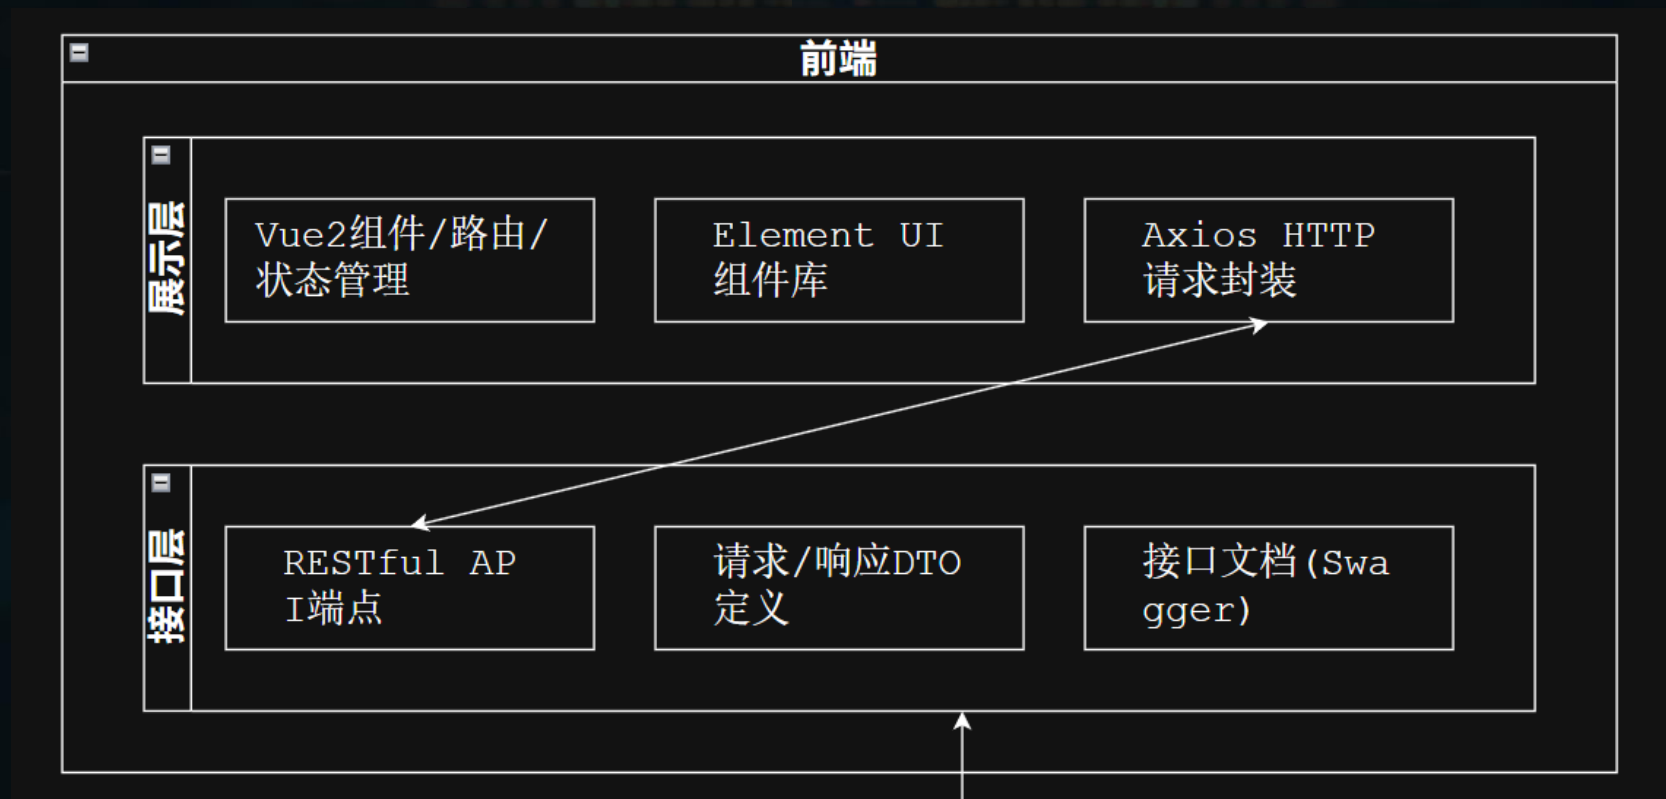 前端
展示层
Vue2组件/路由/
状态管理
Element UI
组件库
Axios HTTP
请求封装
接口层
RESTful AP
I端点
请求/响应DTO
定义
接口文档(Swa
gger)